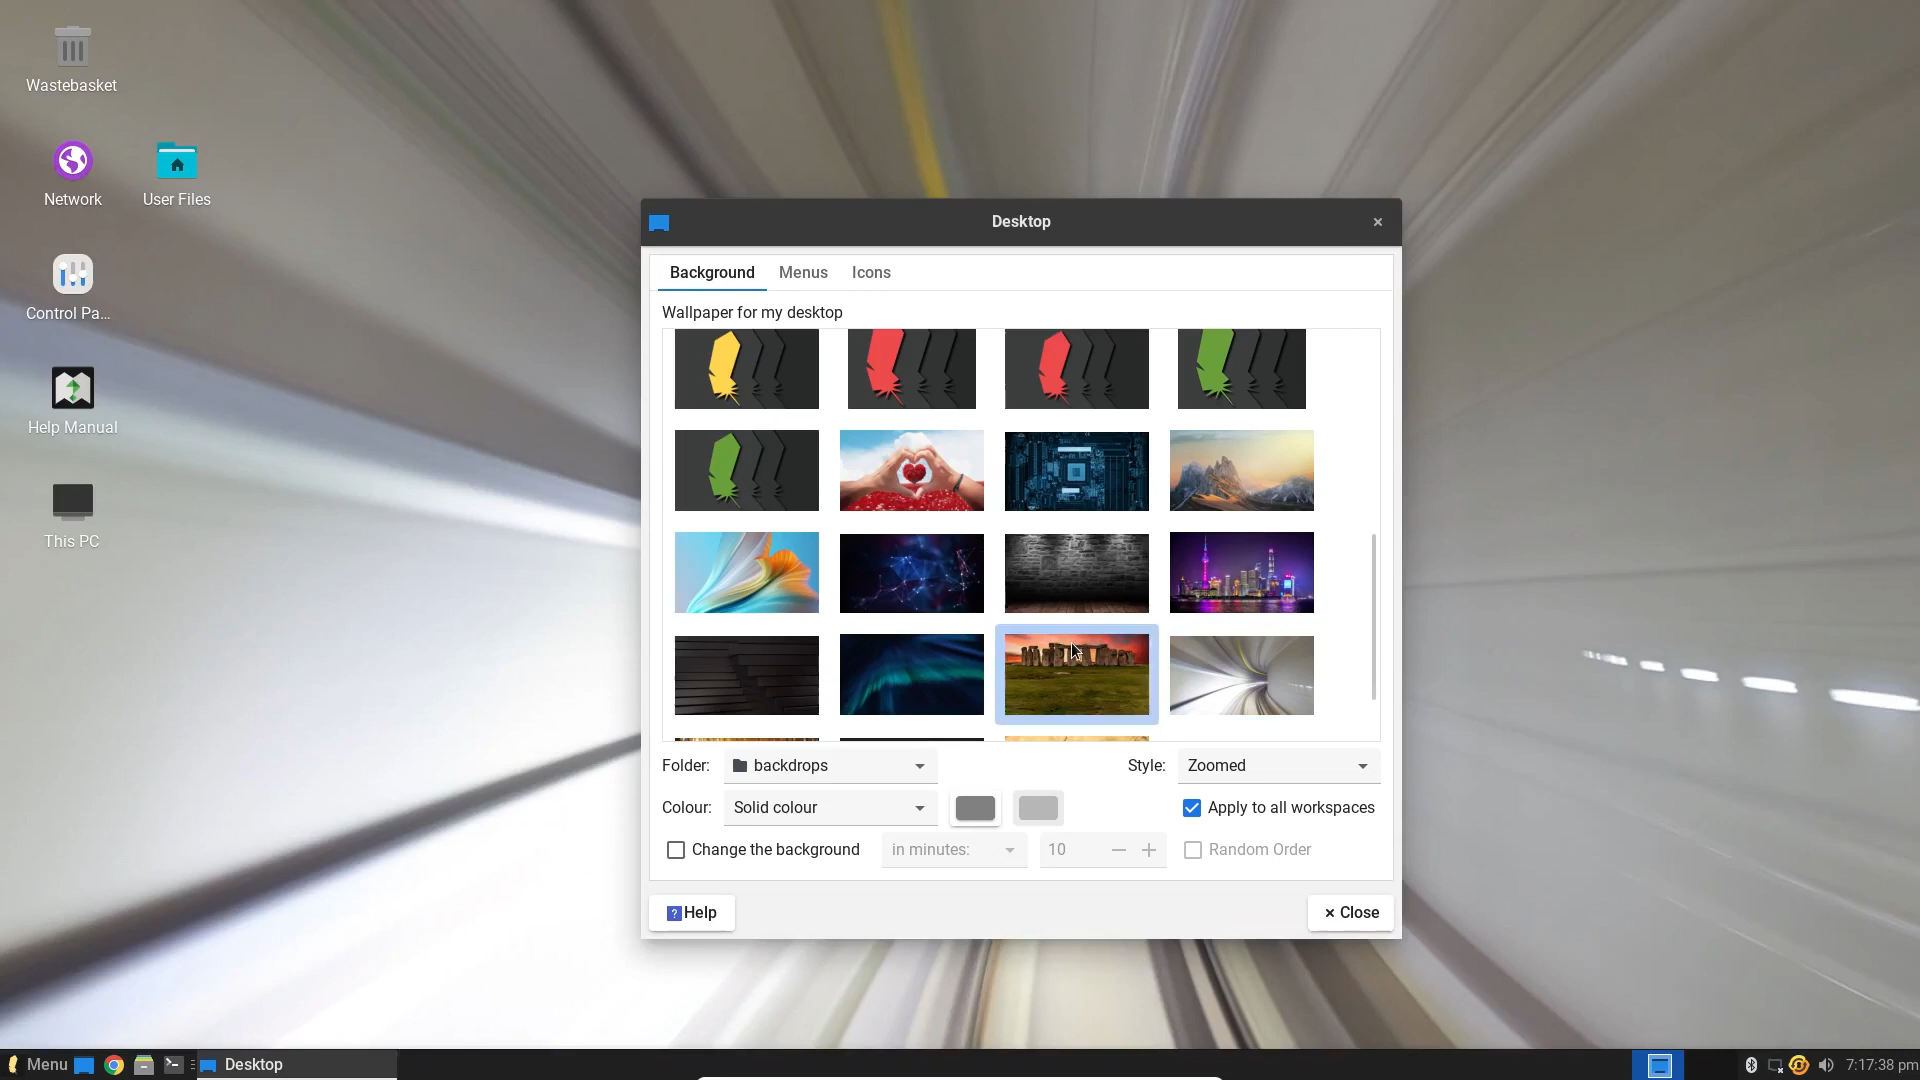 Wastebasket
Network
User Files
Control Pa...
Help Manual
This PC
Desktop
Background Menus Icons
Wallpaper for my desktop
Folder: backdrops Style: Zoomed
Colour: Solid colour Apply to all workspaces
Change the background in minutes: 10 Random Order
Help Close
Menu Desktop 7:17:38 pm